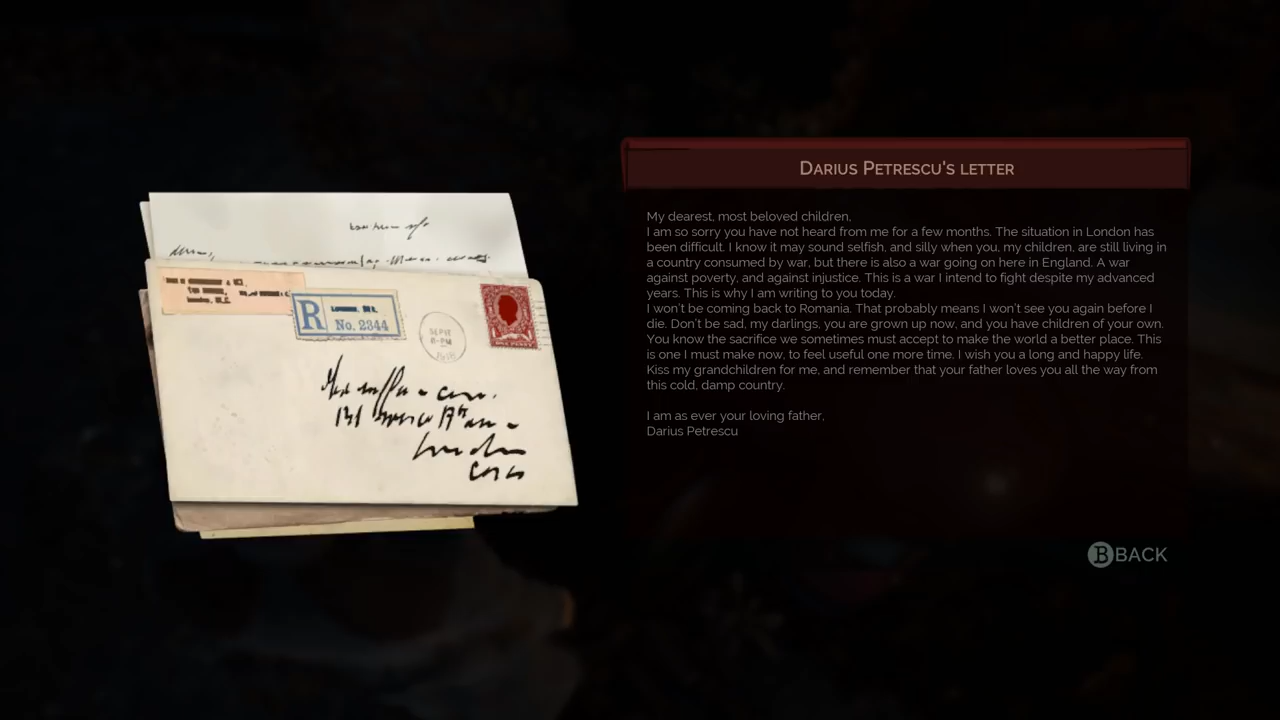 DARIUS PETRESCU'S LETTER
My dearest, most beloved children,
I am so sorry you have not heard from me for a few months. The situation in London has
been difficult. I know it may sound selfish, and silly when you, my children, are still living in
a country consumed by war, but there is also a war going on here in England. A war
against poverty, and against injustice. This is a war I intend to fight despite my advanced
years. This is why I am writing to you today.
I won't be coming back to Romania. That probably means I won't see you again before I
die. Don't be sad, my darlings, you are grown up now, and you have children of your own.
You know the sacrifice we sometimes must accept to make the world a better place. This
is one I must make now, to feel useful one more time. I wish you a long and happy life.
Kiss my grandchildren for me, and remember that your father loves you all the way from
this cold, damp country.
I am as ever your loving father,
Darius Petrescu
R
No. 2344
SEP 11
8-PM
ONE PENNY
London
B BACK